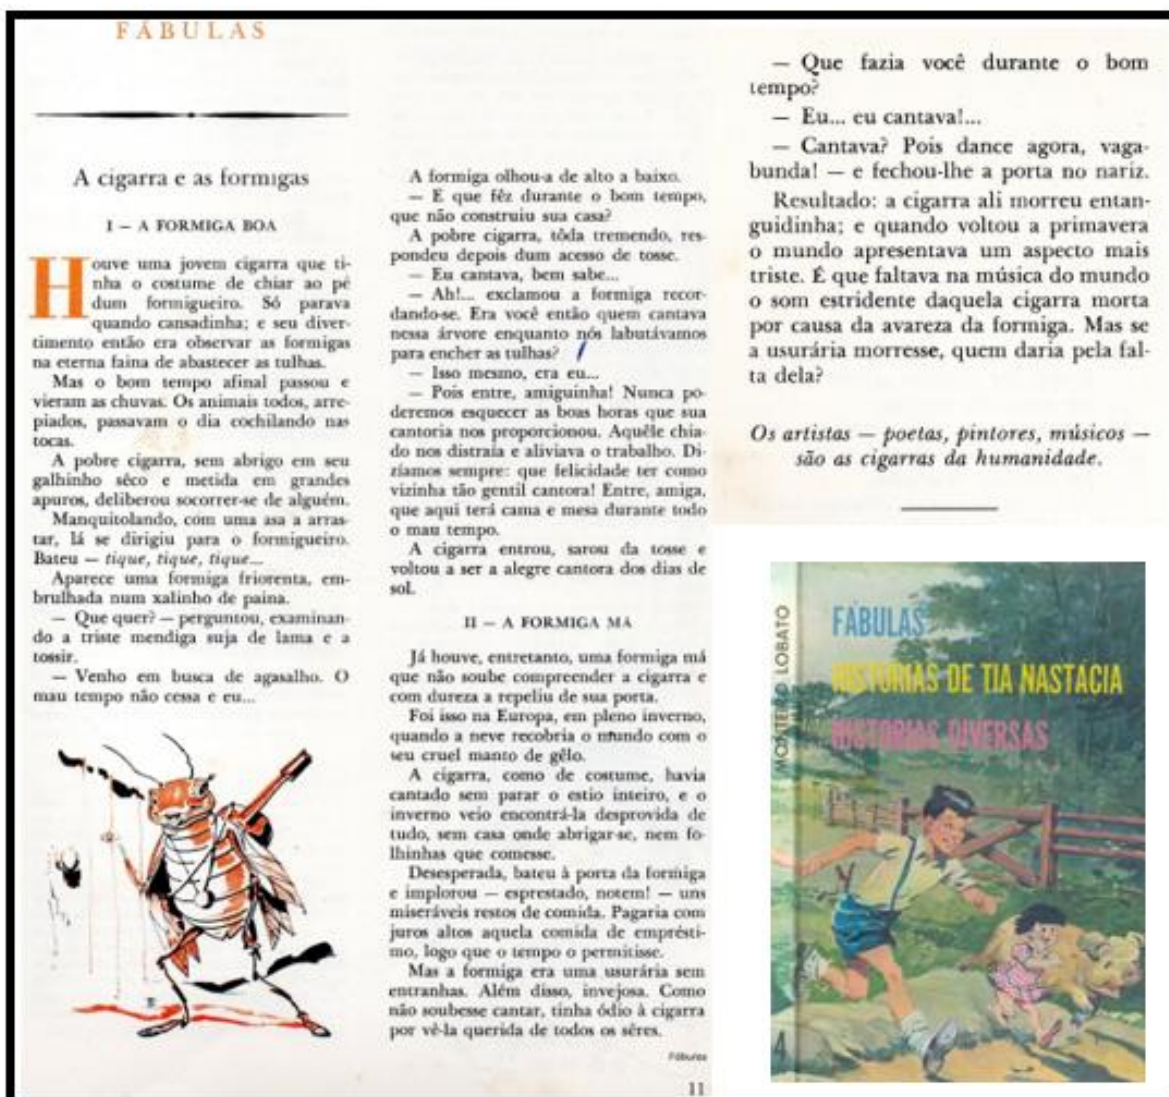 FÁBULAS
A cigarra e as formigas
I — A FORMIGA BOA
Houve uma jovem cigarra que ti-
nha o costume de chiar ao pé
dum formigueiro. Só parava
quando cansadinha; e seu diver-
timento então era observar as formigas
na eterna faina de abastecer as tulhas.
Mas o bom tempo afinal passou e
vieram as chuvas. Os animais todos, arre-
piados, passavam o dia cochilando nas
tocas.
A pobre cigarra, sem abrigo em seu
galhinho sêco e metida em grandes
apuros, deliberou socorrer-se de alguém.
Manquitolando, com uma asa a arras-
tar, lá se dirigiu para o formigueiro.
Bateu — tique, tique, tique...
Aparece uma formiga friorenta, em-
brulhada num xalinho de paina.
— Que quer? — perguntou, examinan-
do a triste mendiga suja de lama e a
tossir.
— Venho em busca de agasalho. O
mau tempo não cessa e eu...
A formiga olhou-a de alto a baixo.
— E que fêz durante o bom tempo,
que não construiu sua casa?
A pobre cigarra, tôda tremendo, res-
pondeu depois dum acesso de tosse.
— Eu cantava, bem sabe...
— Ah!... exclamou a formiga recor-
dando-se. Era você então quem cantava
nessa árvore enquanto nós labutávamos
para encher as tulhas?
— Isso mesmo, era eu...
— Pois entre, amiguinha! Nunca po-
deremos esquecer as boas horas que sua
cantoria nos proporcionou. Aquêle chia-
do nos distraía e aliviava o trabalho. Di-
zíamos sempre: que felicidade ter como
vizinha tão gentil cantora! Entre, amiga,
que aqui terá cama e mesa durante todo
o mau tempo.
A cigarra entrou, sarou da tosse e
voltou a ser a alegre cantora dos dias de
sol.
II — A FORMIGA MÁ
Já houve, entretanto, uma formiga má
que não soube compreender a cigarra e
com dureza a repeliu de sua porta.
Foi isso na Europa, em pleno inverno,
quando a neve recobria o mundo com o
seu cruel manto de gêlo.
A cigarra, como de costume, havia
cantado sem parar o estio inteiro, e o
inverno veio encontrá-la desprovida de
tudo, sem casa onde abrigar-se, nem fo-
lhinhas que comesse.
Desesperada, bateu à porta da formiga
e implorou — esprestado, notem! — uns
miseráveis restos de comida. Pagaria com
juros altos aquela comida de emprésti-
mo, logo que o tempo o permitisse.
Mas a formiga era uma usurária sem
entranhas. Além disso, invejosa. Como
não soubesse cantar, tinha ódio à cigarra
por vê-la querida de todos os sêres.
Fábulas
11
— Que fazia você durante o bom
tempo?
— Eu... eu cantava!...
— Cantava? Pois dance agora, vaga-
bunda! — e fechou-lhe a porta no nariz.
Resultado: a cigarra ali morreu entan-
guidinha; e quando voltou a primavera
o mundo apresentava um aspecto mais
triste. É que faltava na música do mundo
o som estridente daquela cigarra morta
por causa da avareza da formiga. Mas se
a usurária morresse, quem daria pela fal-
ta dela?
Os artistas — poetas, pintores, músicos —
são as cigarras da humanidade.
MONTEIRO LOBATO
FÁBULAS
HISTÓRIAS DE TIA NASTÁCIA
HISTÓRIAS DIVERSAS
4